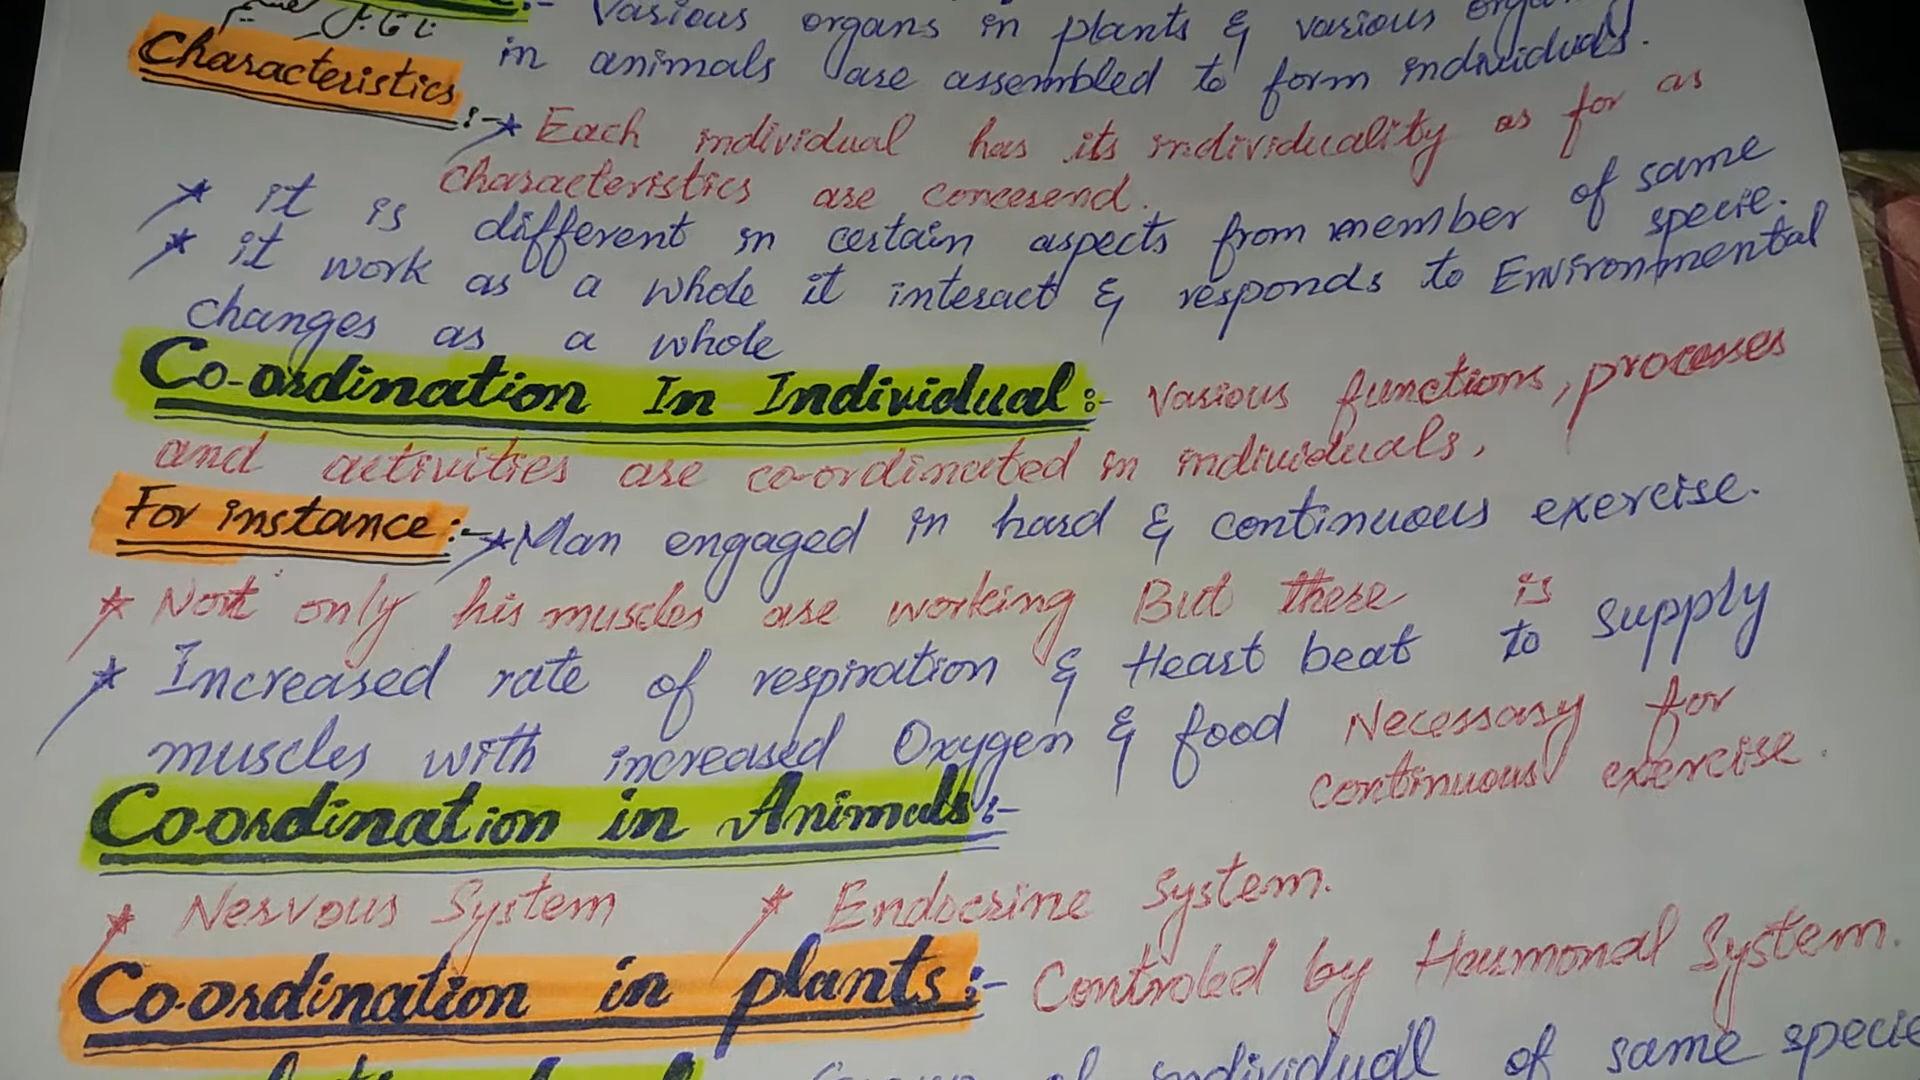 :- Various organs in plants & various
in animals are assembled to form individuals.
Characteristics:-
* Each individual has its individuality as for as
characteristics are concesend.
* it is different in certain aspects from member of same specie.
* it work as a whole it interact & responds to Environmental
changes as a whole
Co-ordination In Individual:- Various functions, processes
and activities are co-ordinated in individuals,
For instance:- * Man engaged in hard & continuous exercise.
* Not only his muscles are working But there is
* Increased rate of respiration & Heart beat to supply
muscles with increased Oxygen & food Necessary for
continuous exercise.
Coordination in Animals:-
* Nervous System * Endocrine system.
Coordination in plants:- Controled by Haumonal System.
individual of same specie